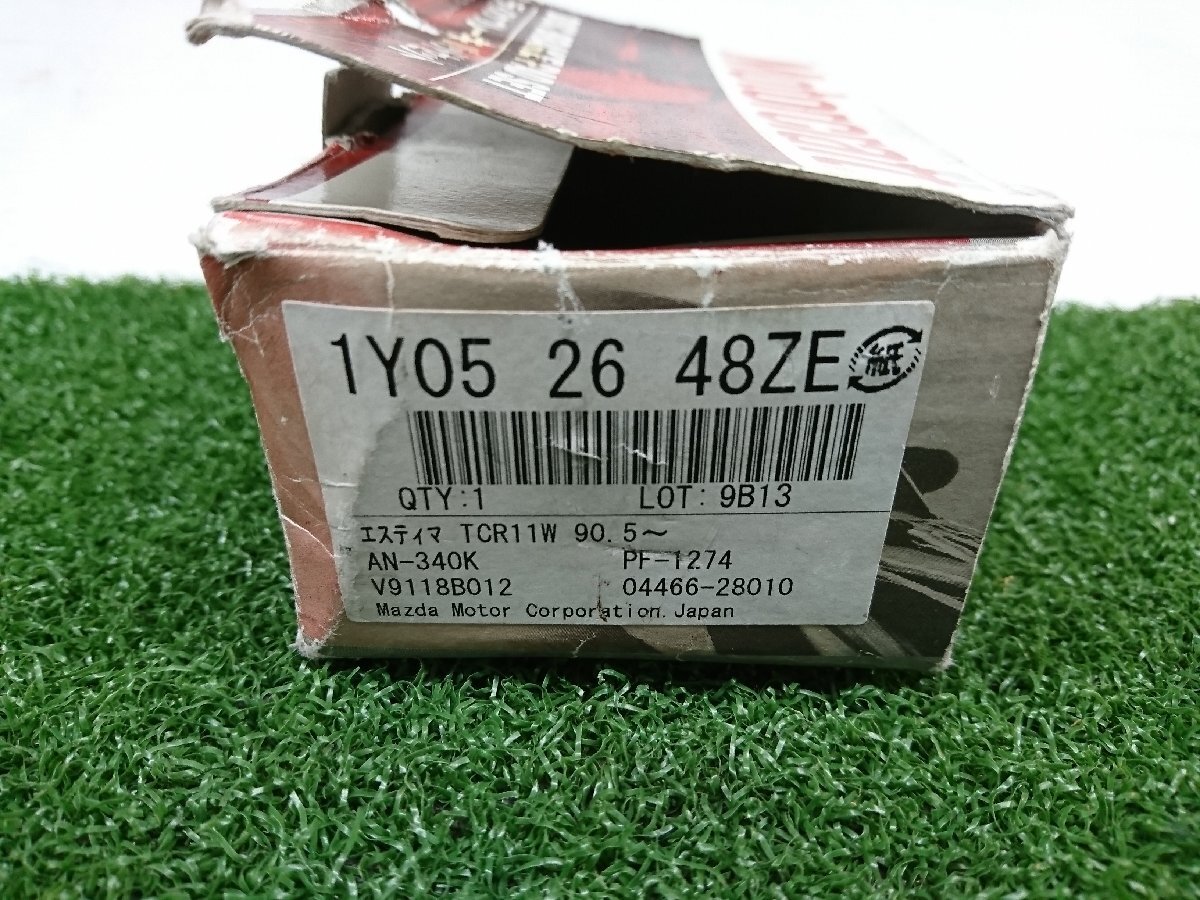 1Y05 26 48ZE 紙
QTY:1 LOT: 9B13
エスティマ TCR11W 90.5～
AN-340K PF-1274
V9118B012 04466-28010
Mazda Motor Corporation.Japan